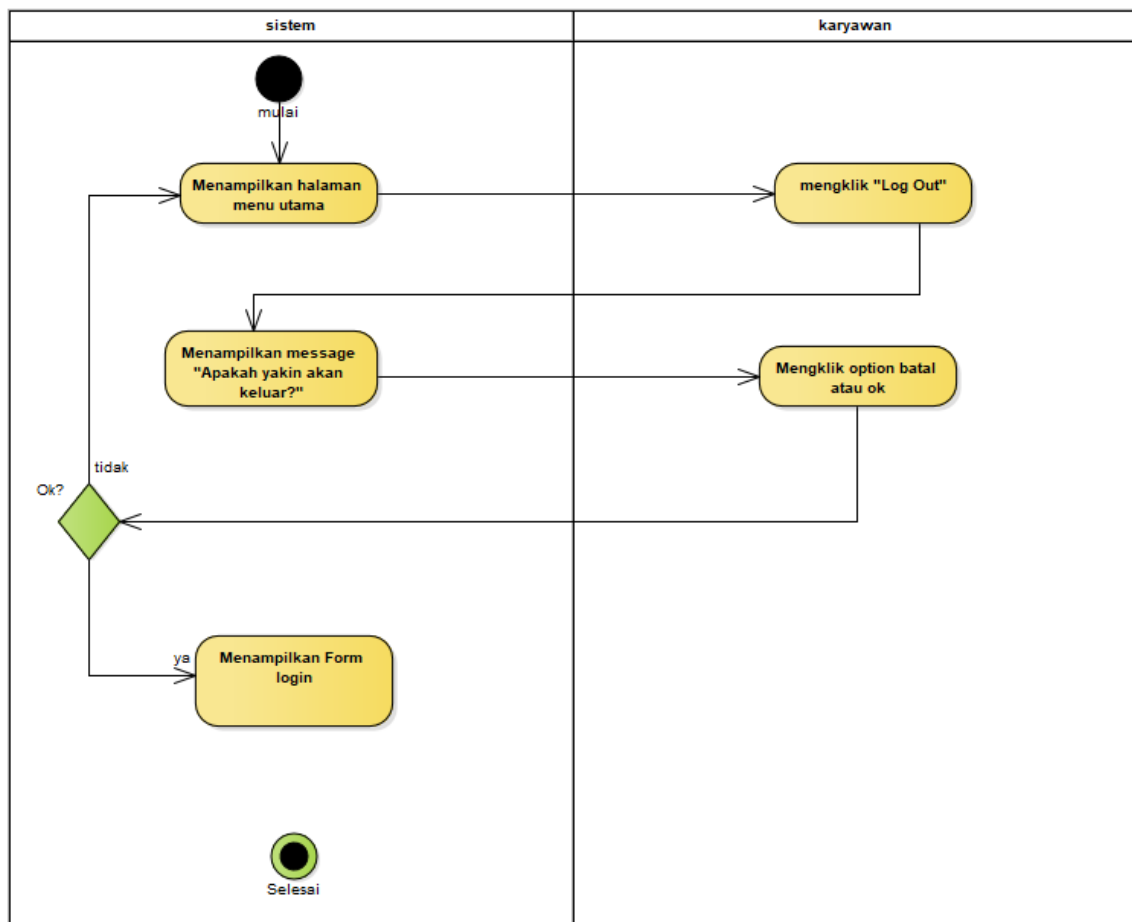 sistem
karyawan
mulai
Menampilkan halaman
menu utama
mengklik "Log Out"
Menampilkan message
"Apakah yakin akan
keluar?"
Mengklik option batal
atau ok
tidak
Ok?
ya
Menampilkan Form
login
Selesai